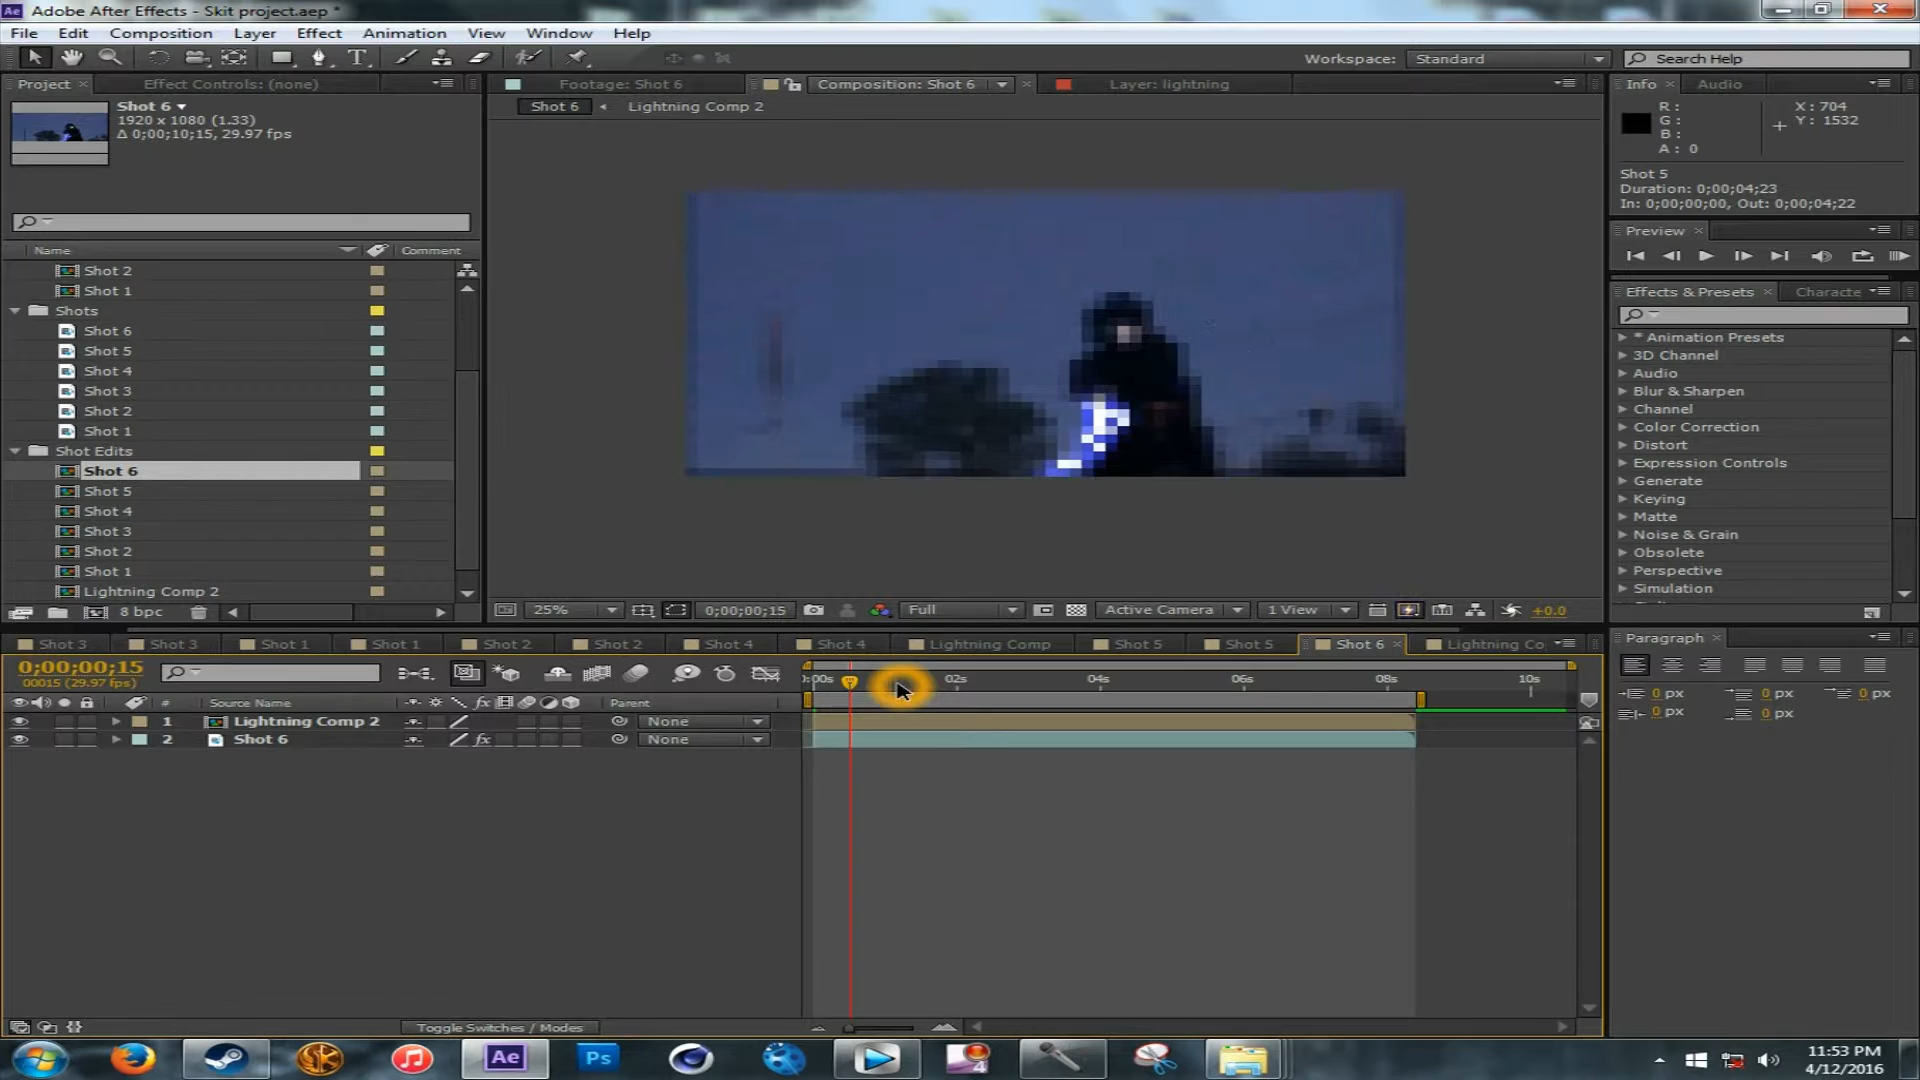 Ae Adobe After Effects - Skit project.aep *
File Edit Composition Layer Effect Animation View Window Help
Workspace: Standard Search Help
Project Effect Controls: (none) Footage: Shot 6 Composition: Shot 6 Layer: lightning Info Audio
Shot 6
1920 x 1080 (1.33)
Δ 0;00;10;15, 29.97 fps
Shot 6 Lightning Comp 2
R :
G :
B :
A : 0
X : 704
Y : 1532
Shot 5
Duration: 0;00;04;23
In: 0;00;00;00, Out: 0;00;04;22
Preview
Effects & Presets Characte
* Animation Presets
3D Channel
Audio
Blur & Sharpen
Channel
Color Correction
Distort
Expression Controls
Generate
Keying
Matte
Noise & Grain
Obsolete
Perspective
Simulation
Name Comment
Shot 2
Shot 1
Shots
Shot 6
Shot 5
Shot 4
Shot 3
Shot 2
Shot 1
Shot Edits
Shot 6
Shot 5
Shot 4
Shot 3
Shot 2
Shot 1
Lightning Comp 2
8 bpc
25% 0;00;00;15 Full Active Camera 1 View +0.0
Shot 3 Shot 3 Shot 1 Shot 1 Shot 2 Shot 2 Shot 4 Shot 4 Lightning Comp Shot 5 Shot 5 Shot 6 Lightning Co
0;00;00;15
00015 (29.97 fps)
):00s 02s 04s 06s 08s 10s
# Source Name fx Parent
1 Lightning Comp 2 None
2 Shot 6 fx None
Toggle Switches / Modes
Paragraph
0 px 0 px 0 px
0 px 0 px
Ae Ps 4
11:53 PM
4/12/2016